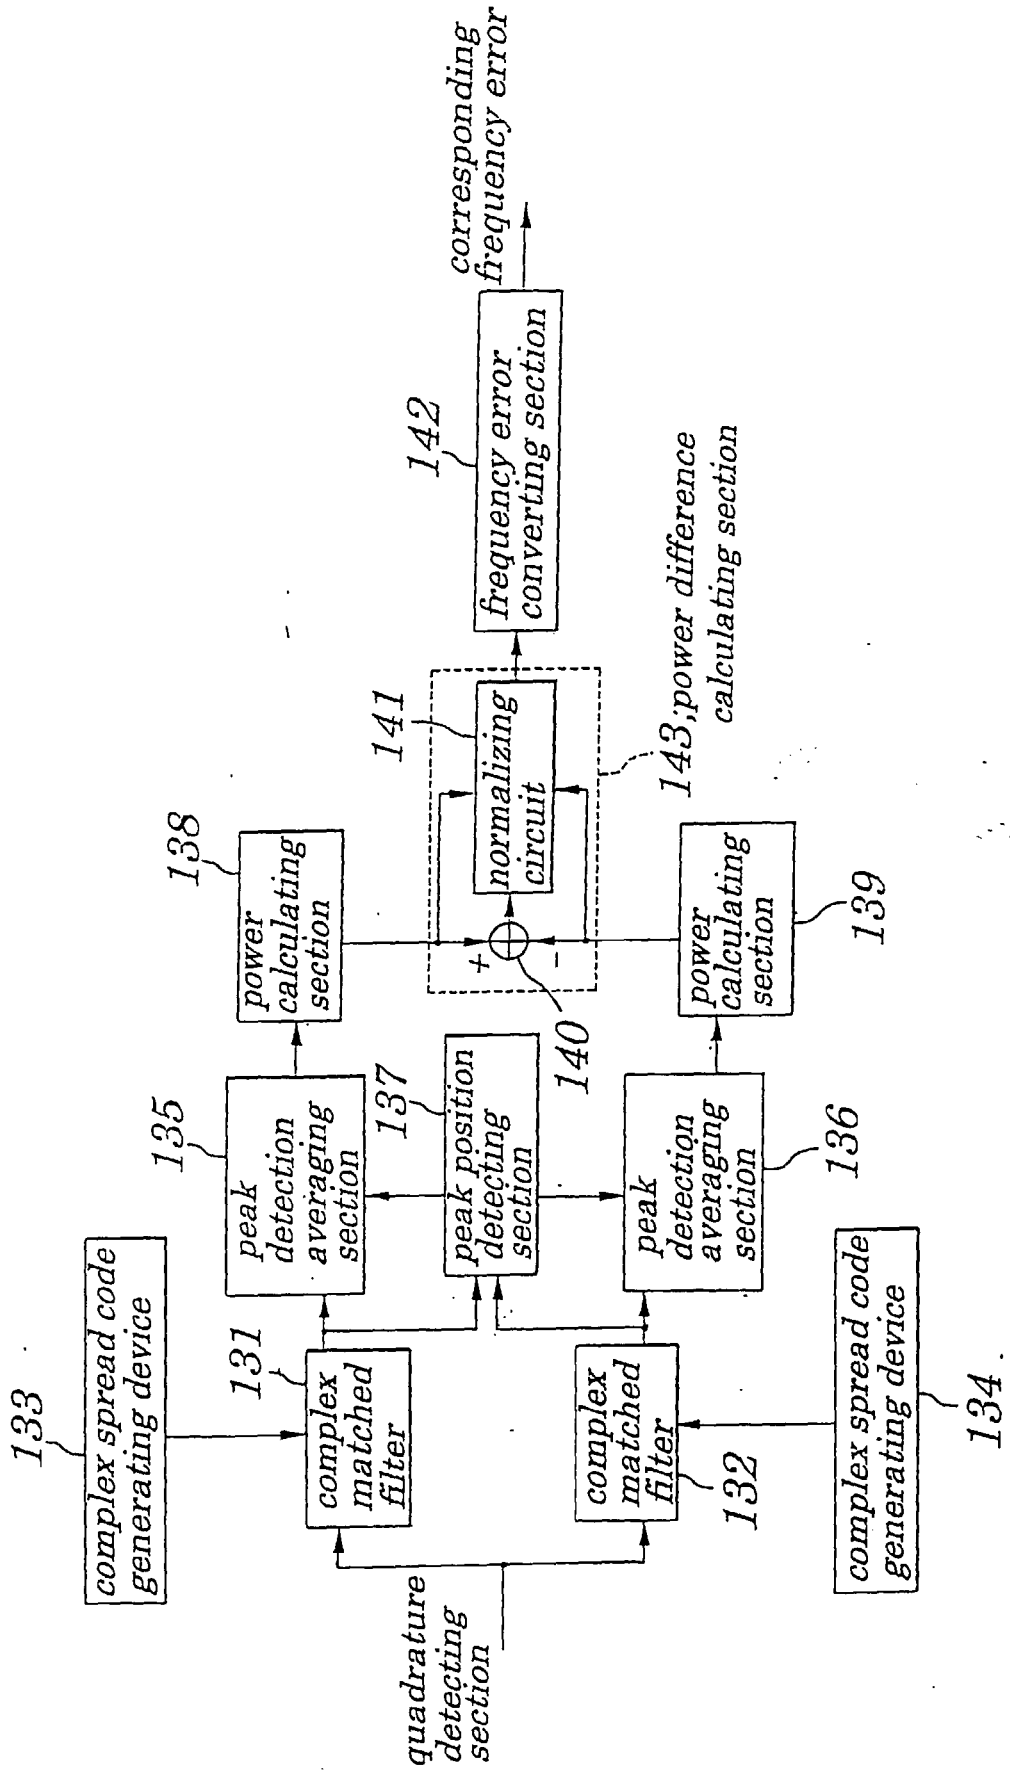 133
complex spread code
generating device
131
complex
matched
filter
quadrature
detecting
section
complex
matched
filter
132
complex spread code
generating device
134
135
peak
detection
averaging
section
137
peak position
detecting
section
peak
detection
averaging
section
136
138
power
calculating
section
+
−
140
141
normalizing
circuit
power
calculating
section
139
143;power difference
calculating section
142
frequency error
converting section
corresponding
frequency error